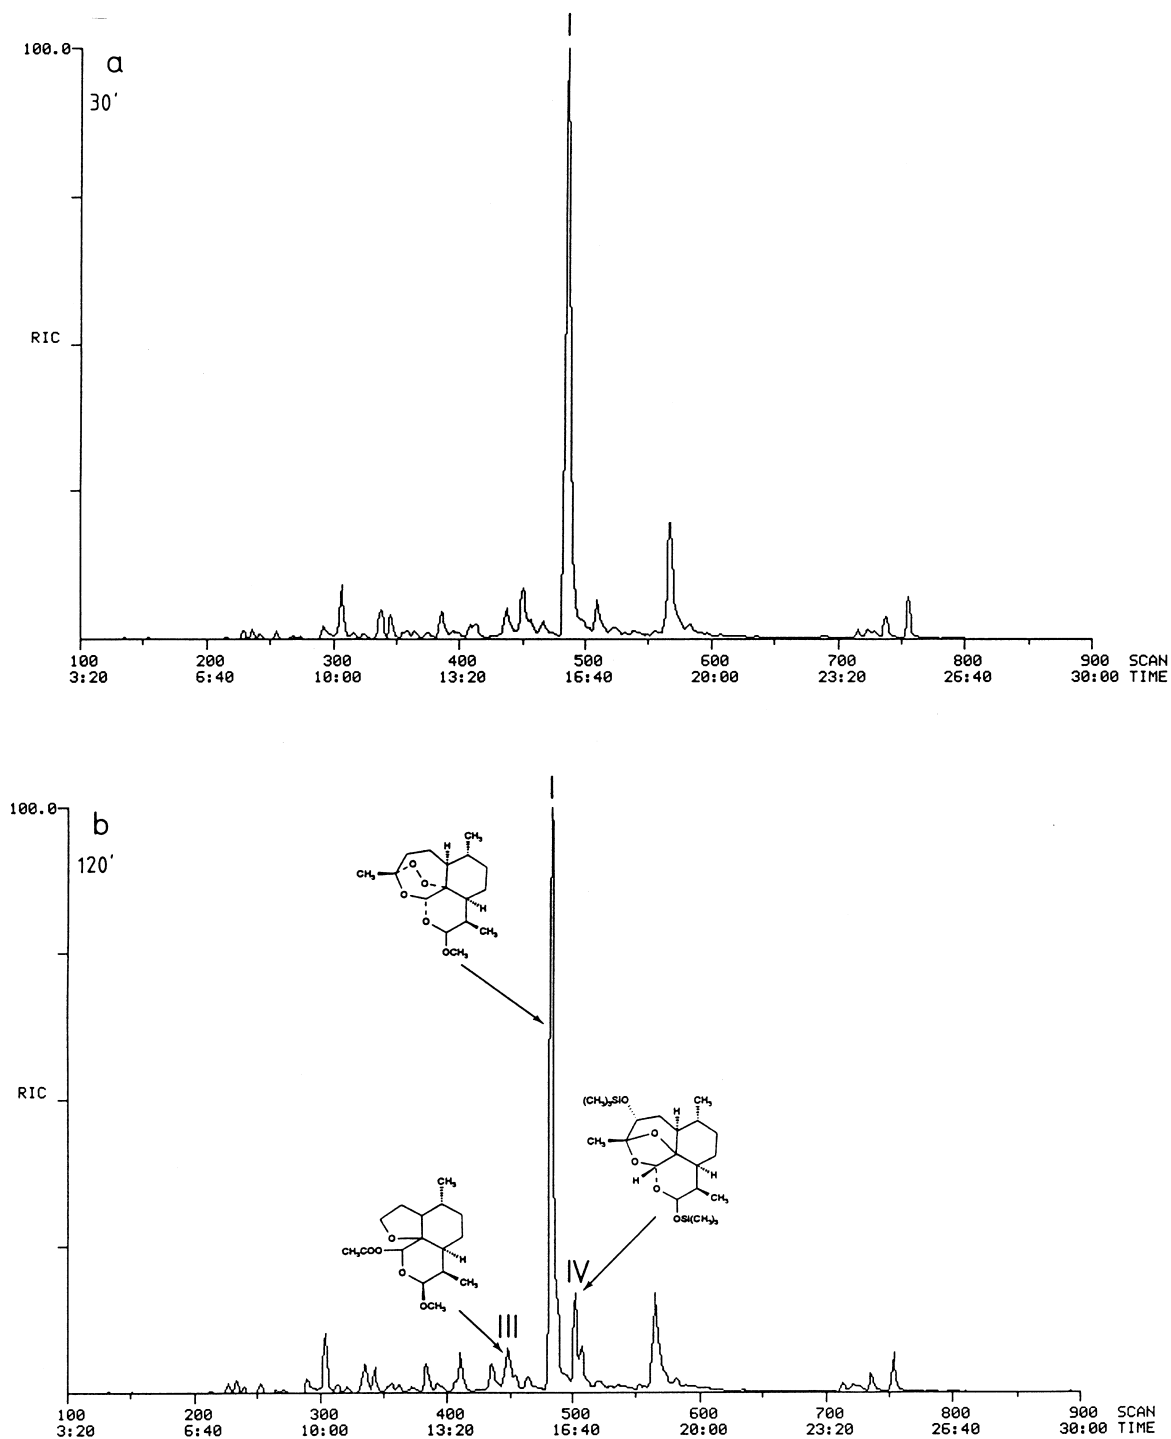 I
100.0
a
30'
RIC
100 200 300 400 500 600 700 800 900 SCAN
3:20 6:40 10:00 13:20 16:40 20:00 23:20 26:40 30:00 TIME
I
100.0
b
120'
CH₃
H
O
CH₃
O
O
H
O
CH₃
OCH₃
RIC
(CH₃)₃SiO
H
CH₃
O
CH₃
O
H
H
O
CH₃
OSi(CH₃)₃
CH₃
O
CH₃COO
H
O
CH₃
OCH₃
IV
III
100 200 300 400 500 600 700 800 900 SCAN
3:20 6:40 10:00 13:20 16:40 20:00 23:20 26:40 30:00 TIME